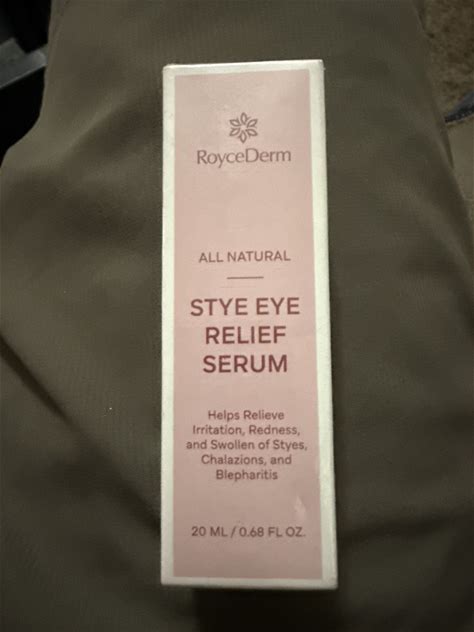 RoyceDerm
ALL NATURAL
STYE EYE
RELIEF
SERUM
Helps Relieve
Irritation, Redness,
and Swollen of Styes,
Chalazions, and
Blepharitis
20 ML / 0.68 FL OZ.